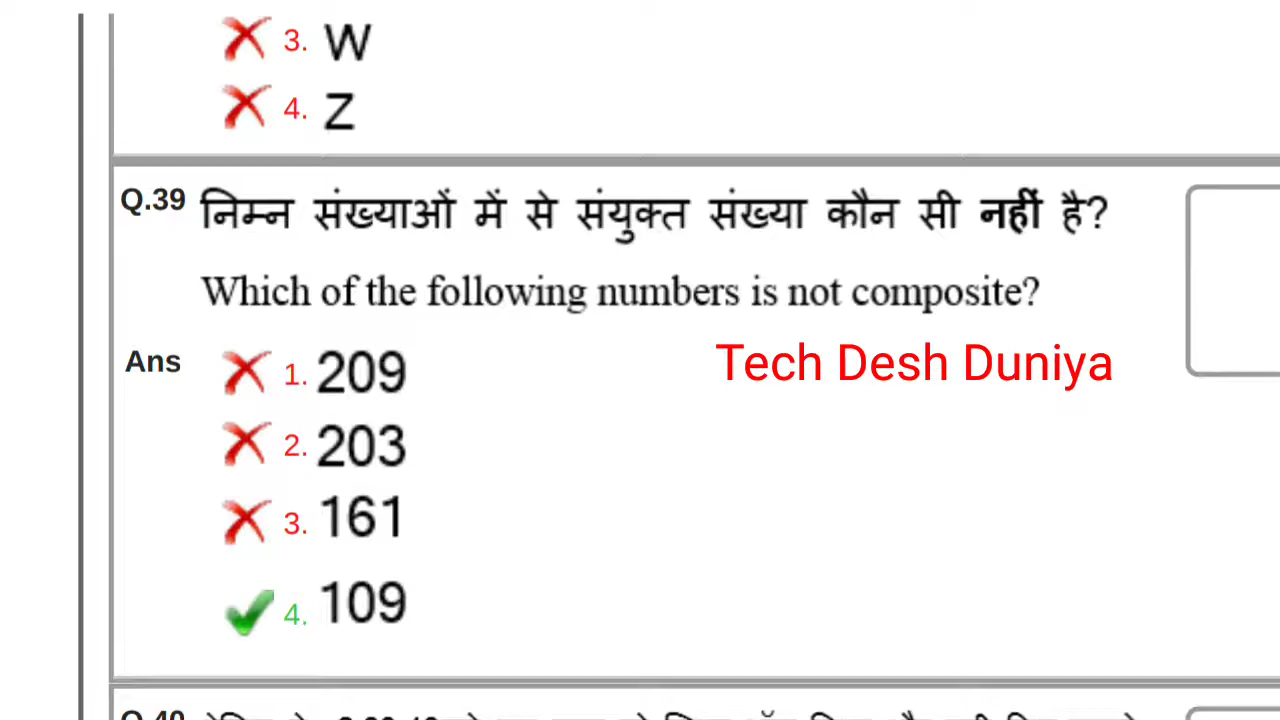 3. W
4. Z
Q.39 निम्न संख्याओं में से संयुक्त संख्या कौन सी नहीं है?
Which of the following numbers is not composite?
Ans 1. 209
Tech Desh Duniya
2. 203
3. 161
4. 109
Q.40